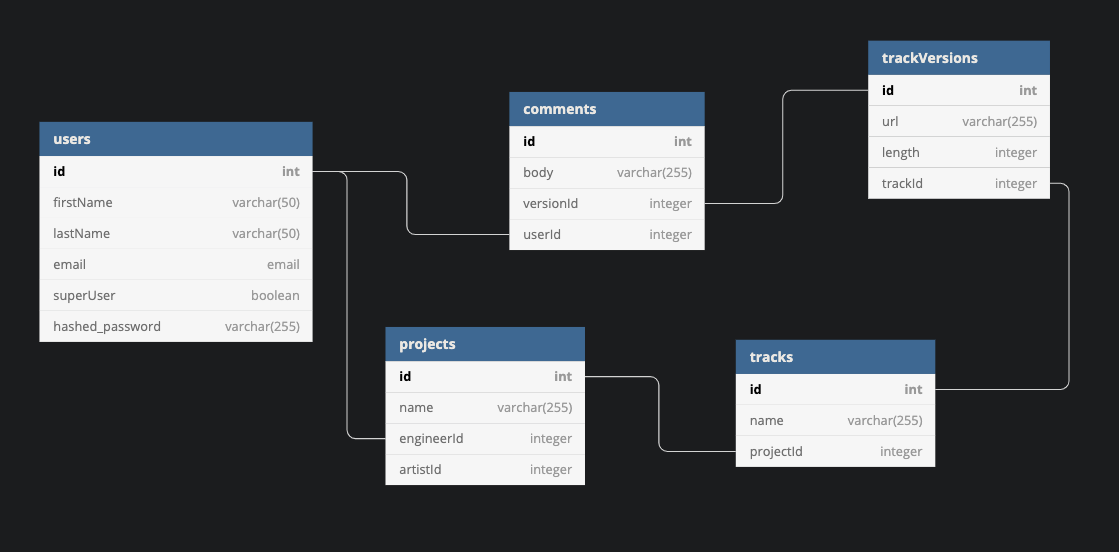 users
id int
firstName varchar(50)
lastName varchar(50)
email email
superUser boolean
hashed_password varchar(255)
comments
id int
body varchar(255)
versionId integer
userId integer
trackVersions
id int
url varchar(255)
length integer
trackId integer
projects
id int
name varchar(255)
engineerId integer
artistId integer
tracks
id int
name varchar(255)
projectId integer